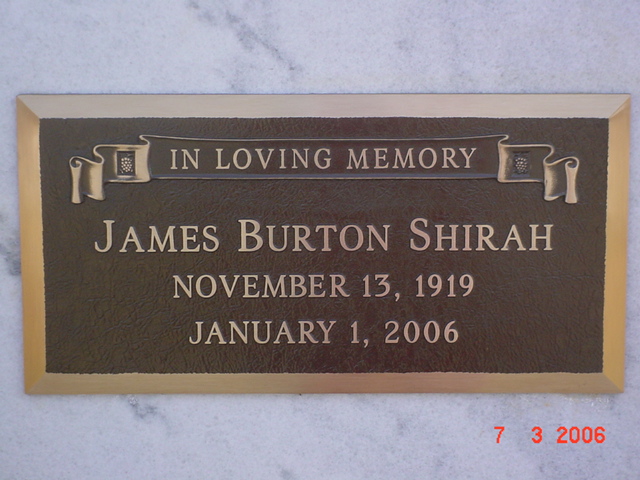 IN LOVING MEMORY
JAMES BURTON SHIRAH
NOVEMBER 13, 1919
JANUARY 1, 2006
7 3 2006